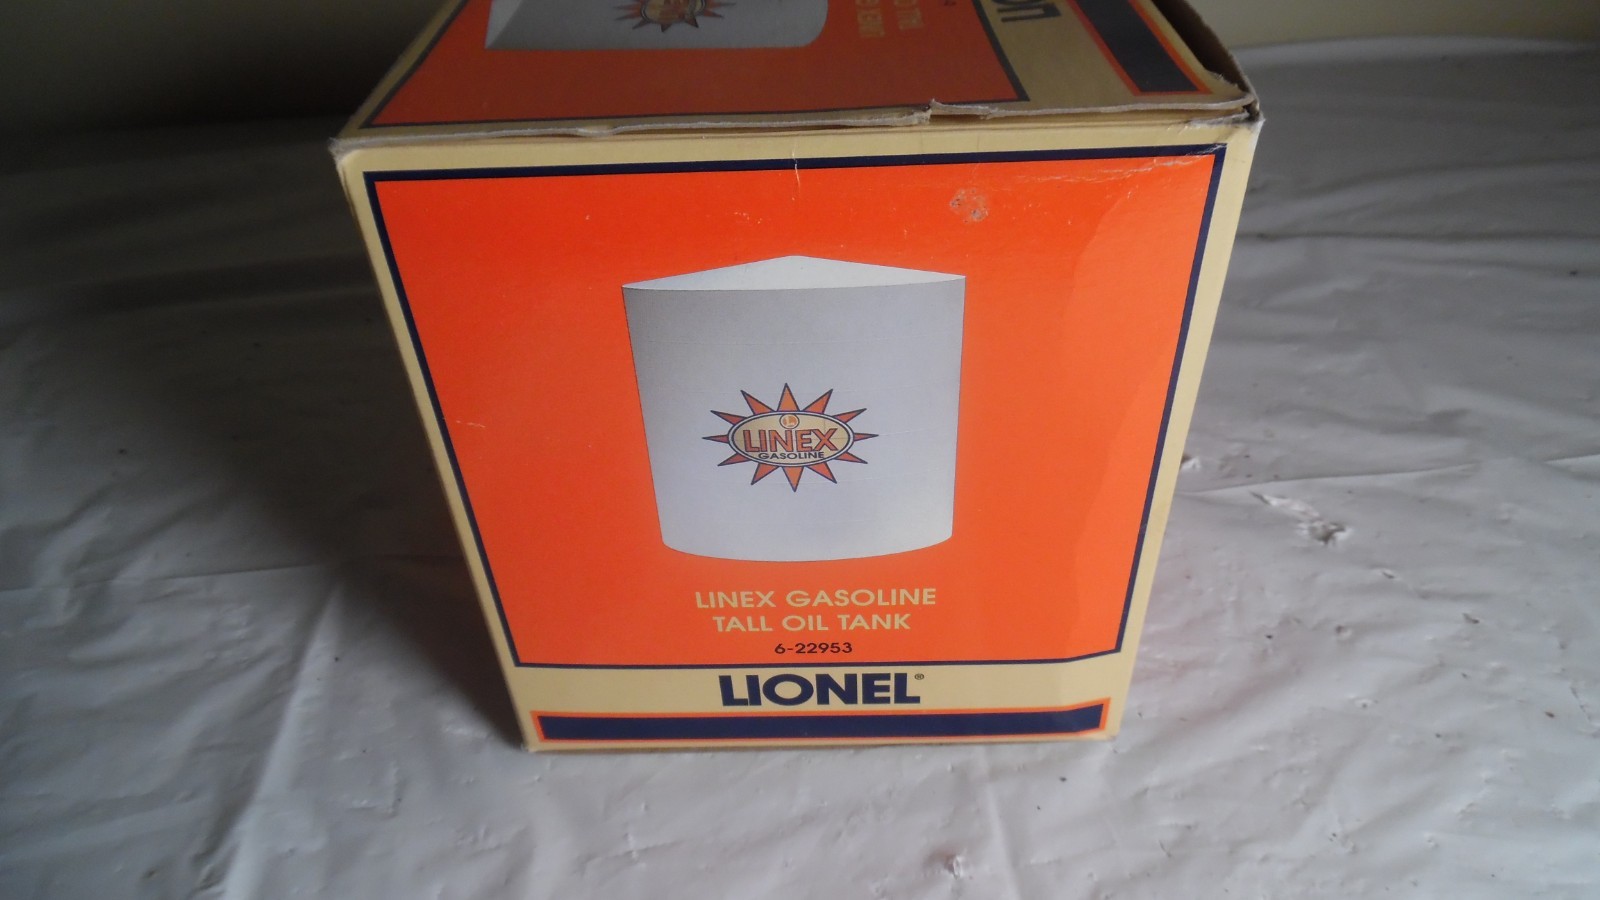 LINEX
GASOLINE
LINEX GASOLINE
TALL OIL TANK
6-22953
LIONEL®